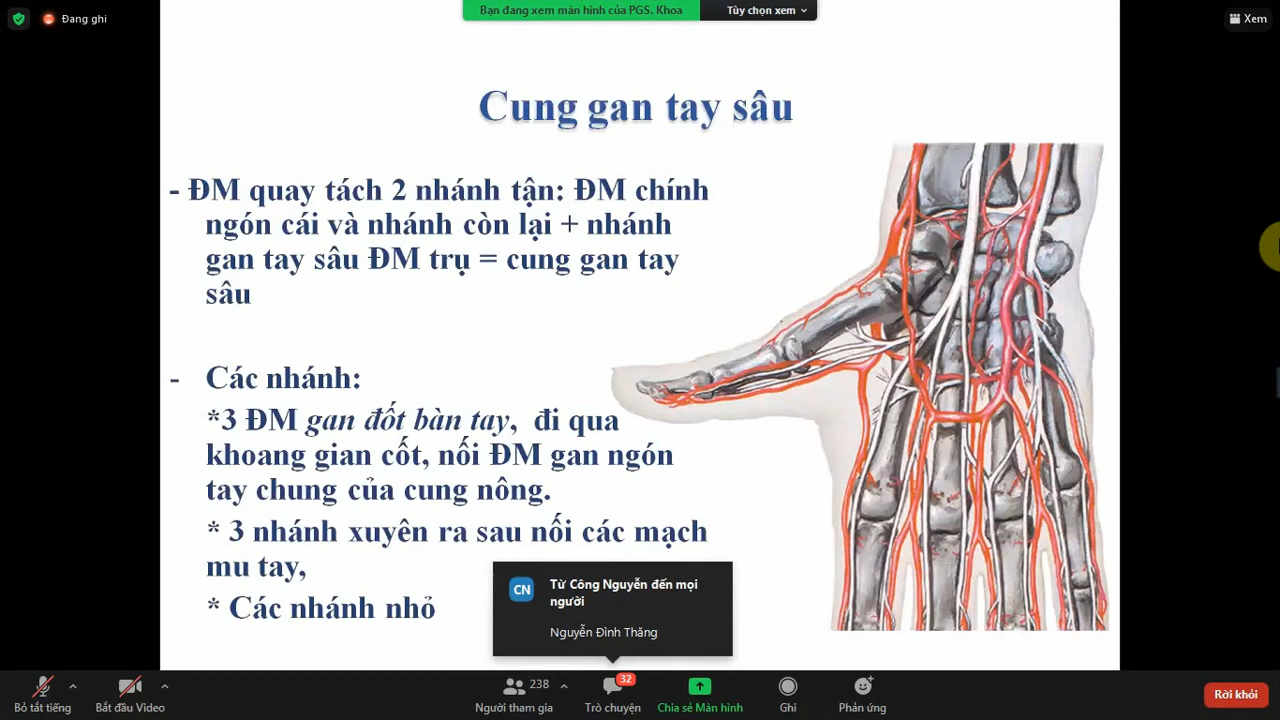 Đang ghi
Bạn đang xem màn hình của PGS. Khoa
Tùy chọn xem
Xem
Cung gan tay sâu
- ĐM quay tách 2 nhánh tận: ĐM chính
ngón cái và nhánh còn lại + nhánh
gan tay sâu ĐM trụ = cung gan tay
sâu
- Các nhánh:
*3 ĐM gan đốt bàn tay, đi qua
khoang gian cốt, nối ĐM gan ngón
tay chung của cung nông.
* 3 nhánh xuyên ra sau nối các mạch
mu tay,
* Các nhánh nhỏ
CN
Từ Công Nguyễn đến mọi
người
Nguyễn Đình Thăng
Bỏ tắt tiếng
Bắt đầu Video
238
Người tham gia
32
Trò chuyện
Chia sẻ Màn hình
Ghi
Phản ứng
Rời khỏi